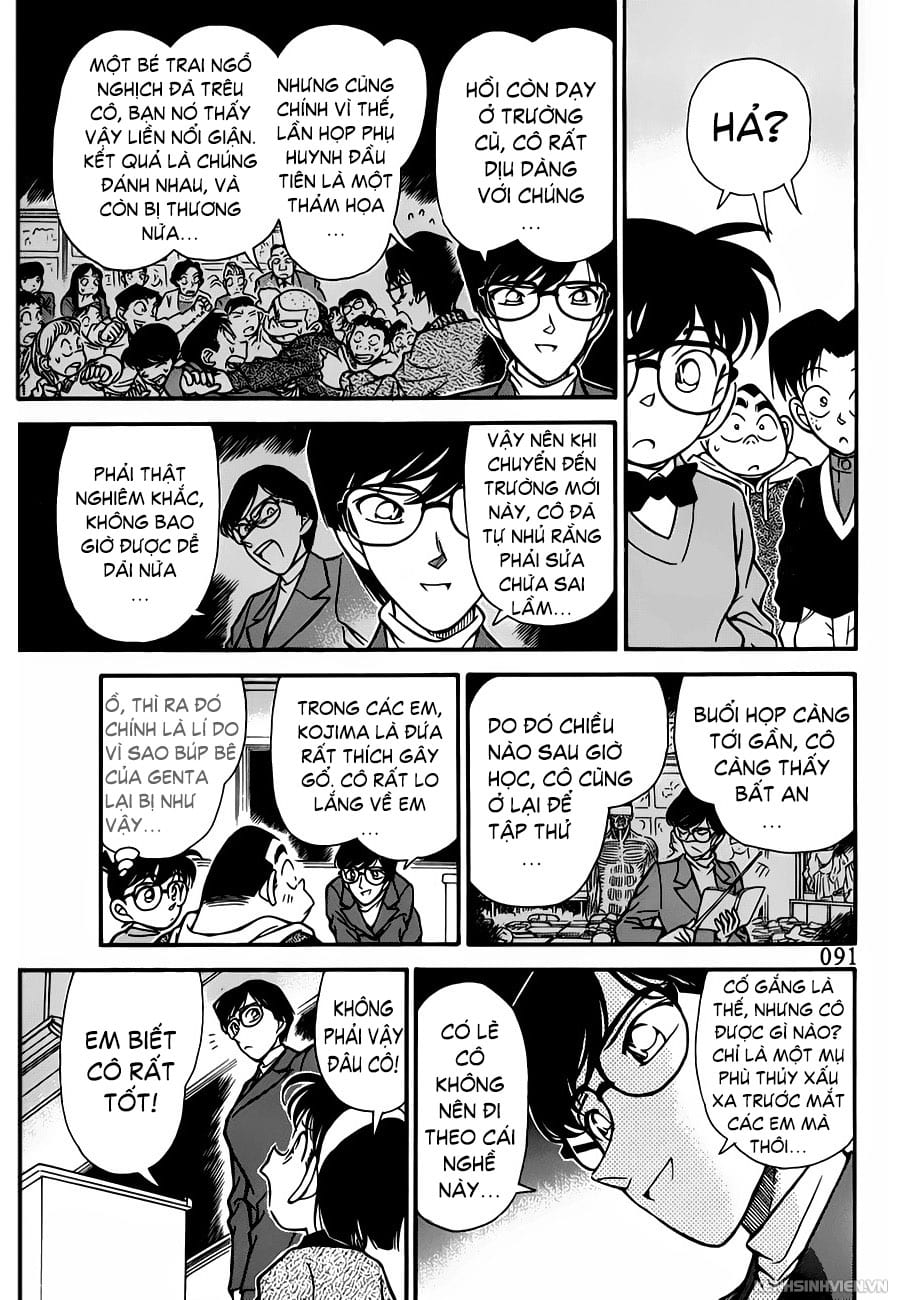 HẢ?
HỒI CÒN DẠY
Ở TRƯỜNG
CŨ, CÔ RẤT
DỊU DÀNG
VỚI CHÚNG
...
NHƯNG CŨNG
CHÍNH VÌ THẾ,
LẦN HỌP PHỤ
HUYNH ĐẦU
TIÊN LÀ MỘT
THẢM HỌA
...
MỘT BÉ TRAI NGỔ
NGHỊCH ĐÃ TRÊU
CÔ, BẠN NÓ THẤY
VẬY LIỀN NỔI GIẬN.
KẾT QUẢ LÀ CHÚNG
ĐÁNH NHAU, VÀ
CÒN BỊ THƯƠNG
NỮA...
VẬY NÊN KHI
CHUYỂN ĐẾN
TRƯỜNG MỚI
NÀY, CÔ ĐÃ
TỰ NHỦ RẰNG
PHẢI SỬA
CHỮA SAI
LẦM...
PHẢI THẬT
NGHIÊM KHẮC,
KHÔNG BAO
GIỜ ĐƯỢC DỄ
DÃI NỮA
...
BUỔI HỌP CÀNG
TỚI GẦN, CÔ
CÀNG THẤY
BẤT AN
...
DO ĐÓ CHIỀU
NÀO SAU GIỜ
HỌC, CÔ CŨNG
Ở LẠI ĐỂ
TẬP THỬ
...
TRONG CÁC EM,
KOJIMA LÀ ĐỨA
RẤT THÍCH GÂY
GỔ. CÔ RẤT LO
LẮNG VỀ EM
Ồ, THÌ RA ĐÓ
CHÍNH LÀ LÍ DO
VÌ SAO BÚP BÊ
CỦA GENTA
LẠI BỊ NHƯ
VẬY...
091
CỐ GẮNG LÀ
THẾ, NHƯNG CÔ
ĐƯỢC GÌ NÀO?
CHỈ LÀ MỘT MỤ
PHÙ THỦY XẤU
XA TRƯỚC MẮT
CÁC EM MÀ
THÔI...
CÓ LẼ
CÔ
KHÔNG
NÊN ĐI
THEO CÁI
NGHỀ
NÀY...
KHÔNG
PHẢI VẬY
ĐÂU CÔ!
EM BIẾT
CÔ RẤT
TỐT!
KENHSINHVIEN.VN